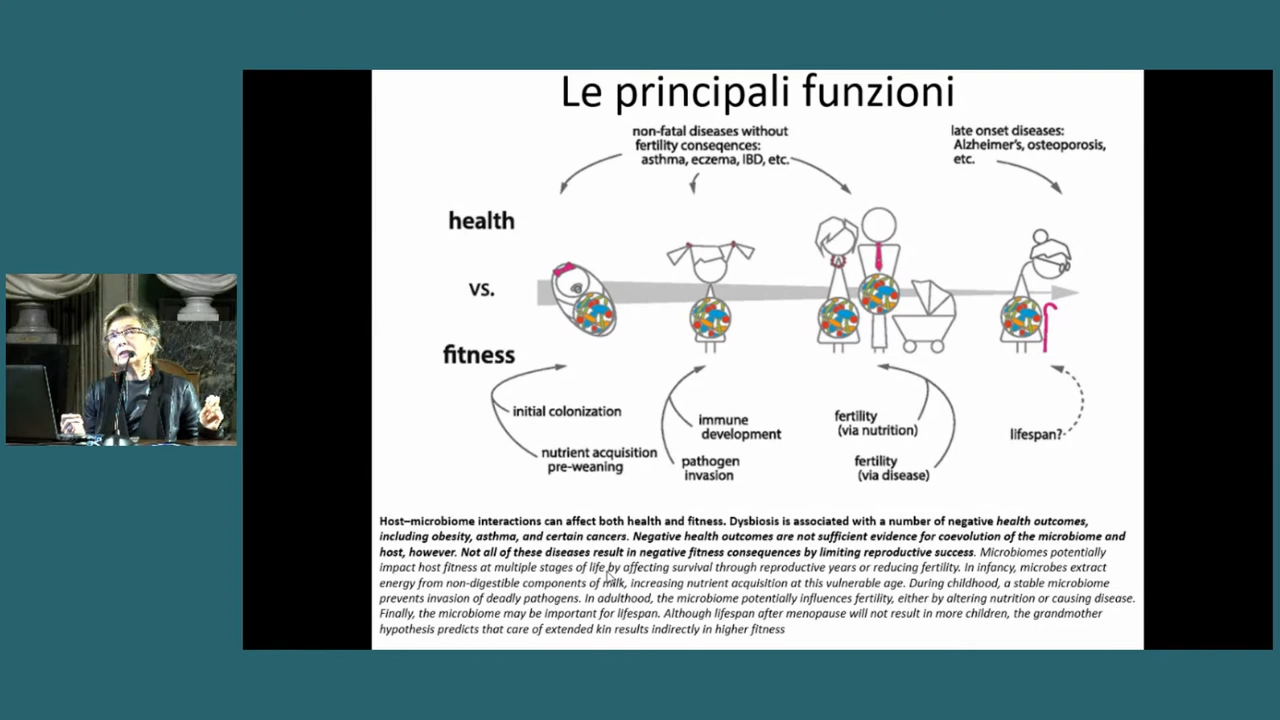 Le principali funzioni
non-fatal diseases without
fertility conseqences:
asthma, eczema, IBD, etc.
late onset diseases:
Alzheimer's, osteoporosis,
etc.
health
vs.
fitness
initial colonization
nutrient acquisition
pre-weaning
immune
development
pathogen
invasion
fertility
(via nutrition)
fertility
(via disease)
lifespan?
Host–microbiome interactions can affect both health and fitness. Dysbiosis is associated with a number of negative health outcomes,
including obesity, asthma, and certain cancers. Negative health outcomes are not sufficient evidence for coevolution of the microbiome and
host, however. Not all of these diseases result in negative fitness consequences by limiting reproductive success. Microbiomes potentially
impact host fitness at multiple stages of life by affecting survival through reproductive years or reducing fertility. In infancy, microbes extract
energy from non-digestible components of milk, increasing nutrient acquisition at this vulnerable age. During childhood, a stable microbiome
prevents invasion of deadly pathogens. In adulthood, the microbiome potentially influences fertility, either by altering nutrition or causing disease.
Finally, the microbiome may be important for lifespan. Although lifespan after menopause will not result in more children, the grandmother
hypothesis predicts that care of extended kin results indirectly in higher fitness